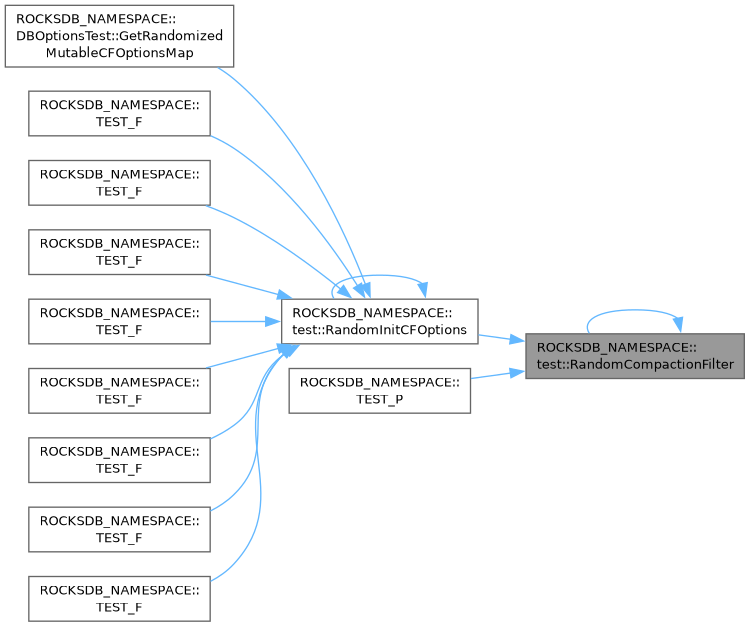 ROCKSDB_NAMESPACE::
DBOptionsTest::GetRandomized
MutableCFOptionsMap
ROCKSDB_NAMESPACE::
TEST_F
ROCKSDB_NAMESPACE::
TEST_F
ROCKSDB_NAMESPACE::
TEST_F
ROCKSDB_NAMESPACE::
TEST_F
ROCKSDB_NAMESPACE::
TEST_F
ROCKSDB_NAMESPACE::
TEST_F
ROCKSDB_NAMESPACE::
TEST_F
ROCKSDB_NAMESPACE::
TEST_F
ROCKSDB_NAMESPACE::
test::RandomInitCFOptions
ROCKSDB_NAMESPACE::
TEST_P
ROCKSDB_NAMESPACE::
test::RandomCompactionFilter